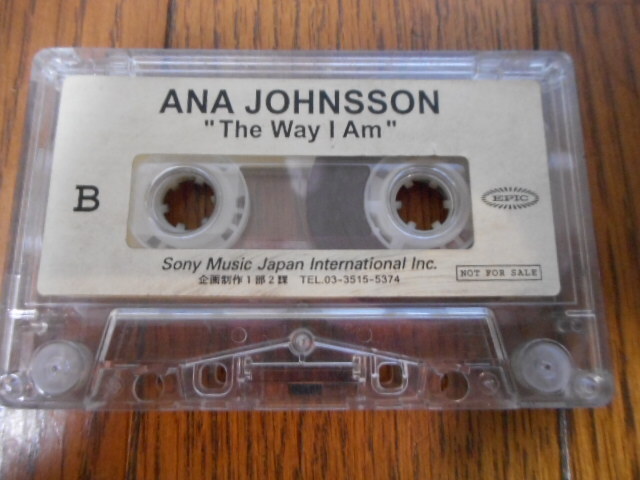 ANA JOHNSSON
"The Way I Am"
B
EPIC
Sony Music Japan International Inc.
企画制作1部2課 TEL.03-3515-5374
NOT FOR SALE